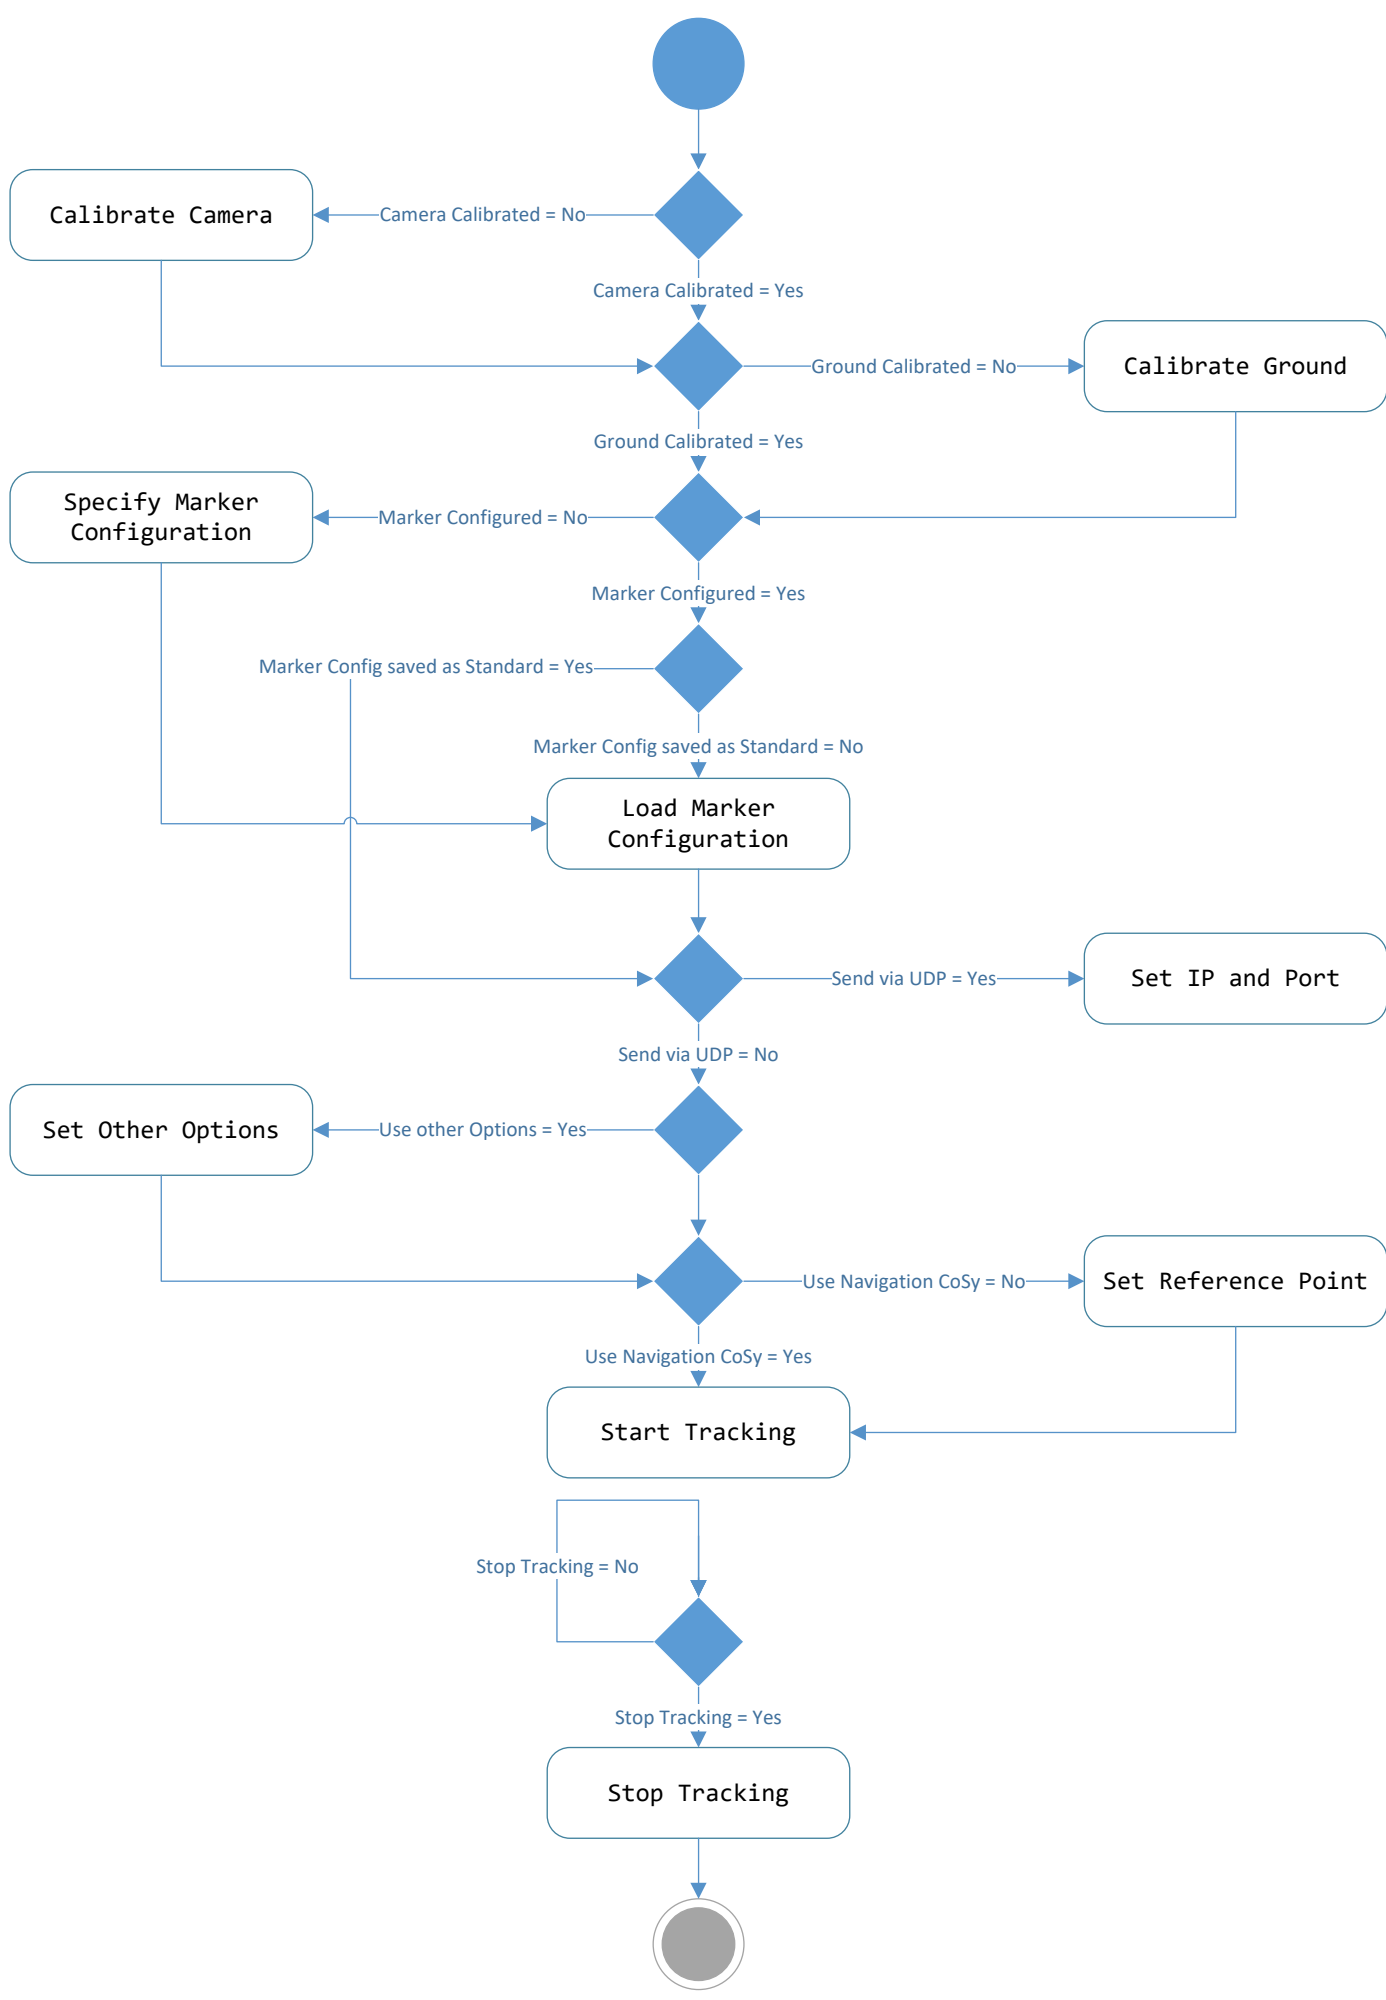 Calibrate Camera
Camera Calibrated = No
Camera Calibrated = Yes
Ground Calibrated = No
Calibrate Ground
Ground Calibrated = Yes
Specify Marker
Configuration
Marker Configured = No
Marker Configured = Yes
Marker Config saved as Standard = Yes
Marker Config saved as Standard = No
Load Marker
Configuration
Send via UDP = Yes
Set IP and Port
Send via UDP = No
Set Other Options
Use other Options = Yes
Use Navigation CoSy = No
Set Reference Point
Use Navigation CoSy = Yes
Start Tracking
Stop Tracking = No
Stop Tracking = Yes
Stop Tracking